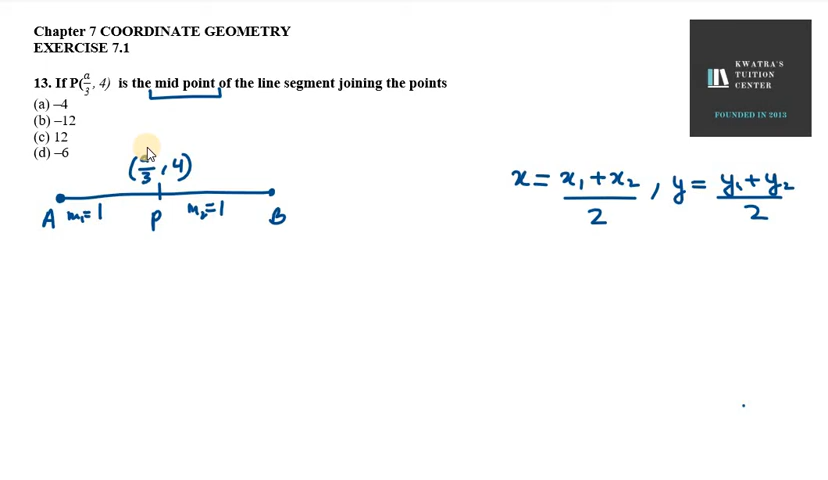 Chapter 7 COORDINATE GEOMETRY
EXERCISE 7.1
13. If P(a/3, 4) is the mid point of the line segment joining the points
(a) –4
(b) –12
(c) 12
(d) –6
KWATRA'S
TUITION
CENTER
FOUNDED IN 2013
(a/3, 4)
A m₁=1 P m₂=1 B
x = x₁+x₂/2, y = y₁+y₂/2